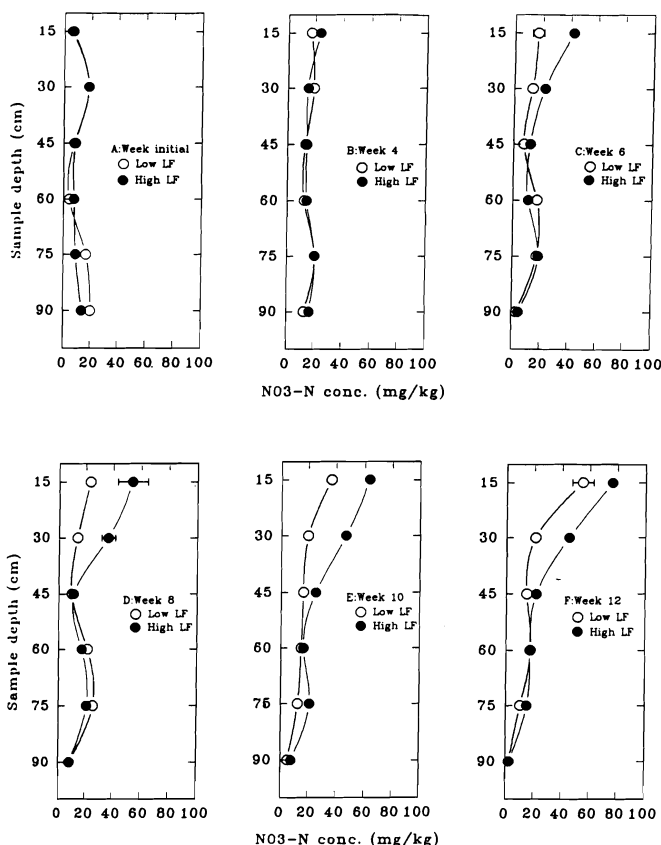 15
30
45
60
75
90
Sample depth (cm)
A:Week initial
Low LF
High LF
0 20 40 60 80 100
15
30
45
60
75
90
B:Week 4
Low LF
High LF
0 20 40 60 80 100
15
30
45
60
75
90
C:Week 6
Low LF
High LF
0 20 40 60 80 100
NO3-N conc. (mg/kg)
15
30
45
60
75
90
Sample depth (cm)
D:Week 8
Low LF
High LF
0 20 40 60 80 100
15
30
45
60
75
90
E:Week 10
Low LF
High LF
0 20 40 60 80 100
15
30
45
60
75
90
F:Week 12
Low LF
High LF
0 20 40 60 80 100
NO3-N conc. (mg/kg)